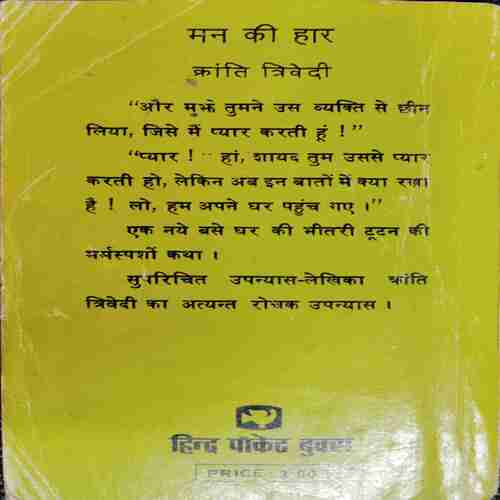 मन की हार
क्रांति त्रिवेदी
“और मुझे तुमने उस व्यक्ति से छीन
लिया, जिसे मैं प्यार करती हूं !”
“प्यार ! ·· हां, शायद तुम उससे प्यार
करती हो, लेकिन अब इन बातों में क्या रखा
है ! लो, हम अपने घर पहुंच गए ।”
एक नये बसे घर की भीतरी टूटन की
मर्मस्पर्शी कथा ।
सुपरिचित उपन्यास-लेखिका क्रांति
त्रिवेदी का अत्यन्त रोचक उपन्यास ।
हिन्द पॉकेट बुक्स
PRICE 3.00